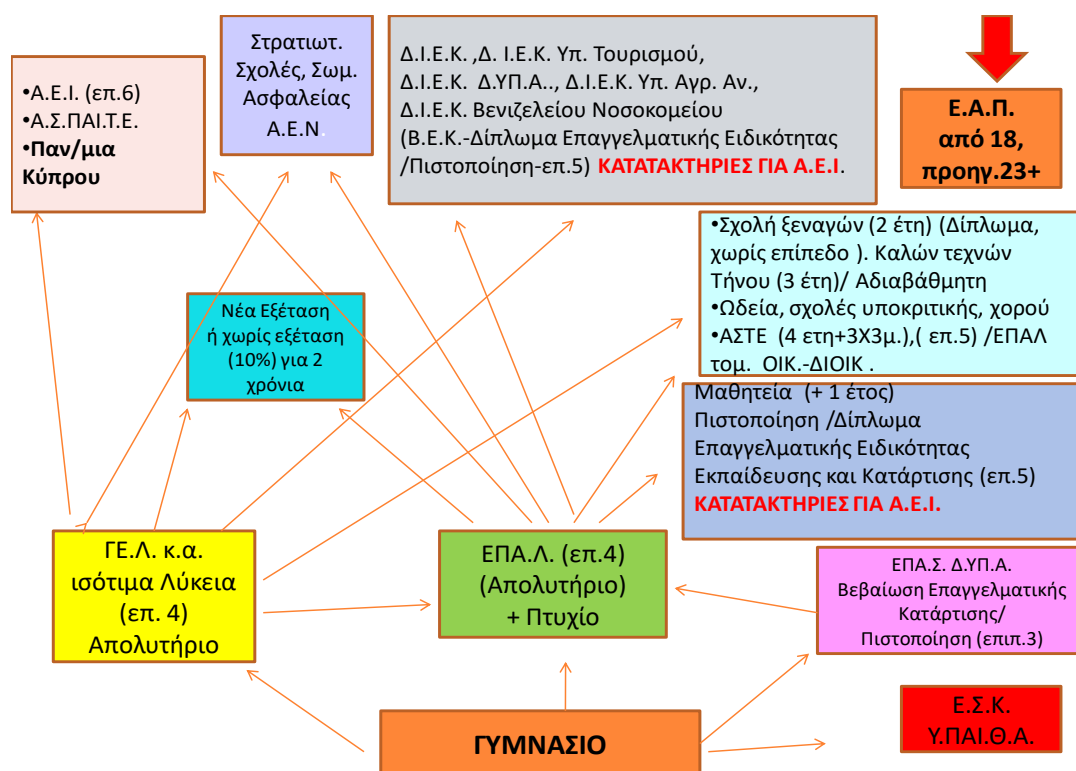 •Α.Ε.Ι. (επ.6)
•Α.Σ.ΠΑΙ.Τ.Ε.
•Παν/μια
Κύπρου
Στρατιωτ.
Σχολές, Σωμ.
Ασφαλείας
Α.Ε.Ν.
Δ.Ι.Ε.Κ. ,Δ. Ι.Ε.Κ. Υπ. Τουρισμού,
Δ.Ι.Ε.Κ. Δ.ΥΠ.Α.., Δ.Ι.Ε.Κ. Υπ. Αγρ. Αν.,
Δ.Ι.Ε.Κ. Βενιζελείου Νοσοκομείου
(Β.Ε.Κ.-Δίπλωμα Επαγγελματικής Ειδικότητας
/Πιστοποίηση-επ.5) ΚΑΤΑΤΑΚΤΗΡΙΕΣ ΓΙΑ Α.Ε.Ι.
Ε.Α.Π.
από 18,
προηγ.23+
•Σχολή ξεναγών (2 έτη) (Δίπλωμα,
χωρίς επίπεδο ). Καλών τεχνών
Τήνου (3 έτη)/ Αδιαβάθμητη
•Ωδεία, σχολές υποκριτικής, χορού
•ΑΣΤΕ (4 ετη+3Χ3μ.),( επ.5) /ΕΠΑΛ
τομ. ΟΙΚ.-ΔΙΟΙΚ .
Νέα Εξέταση
ή χωρίς εξέταση
(10%) για 2
χρόνια
Μαθητεία (+ 1 έτος)
Πιστοποίηση /Δίπλωμα
Επαγγελματικής Ειδικότητας
Εκπαίδευσης και Κατάρτισης (επ.5)
ΚΑΤΑΤΑΚΤΗΡΙΕΣ ΓΙΑ Α.Ε.Ι.
ΓΕ.Λ. κ.α.
ισότιμα Λύκεια
(επ. 4)
Απολυτήριο
ΕΠΑ.Λ. (επ.4)
(Απολυτήριο)
+ Πτυχίο
ΕΠΑ.Σ. Δ.ΥΠ.Α.
Βεβαίωση Επαγγελματικής
Κατάρτισης/
Πιστοποίηση (επιπ.3)
Ε.Σ.Κ.
Υ.ΠΑΙ.Θ.Α.
ΓΥΜΝΑΣΙΟ